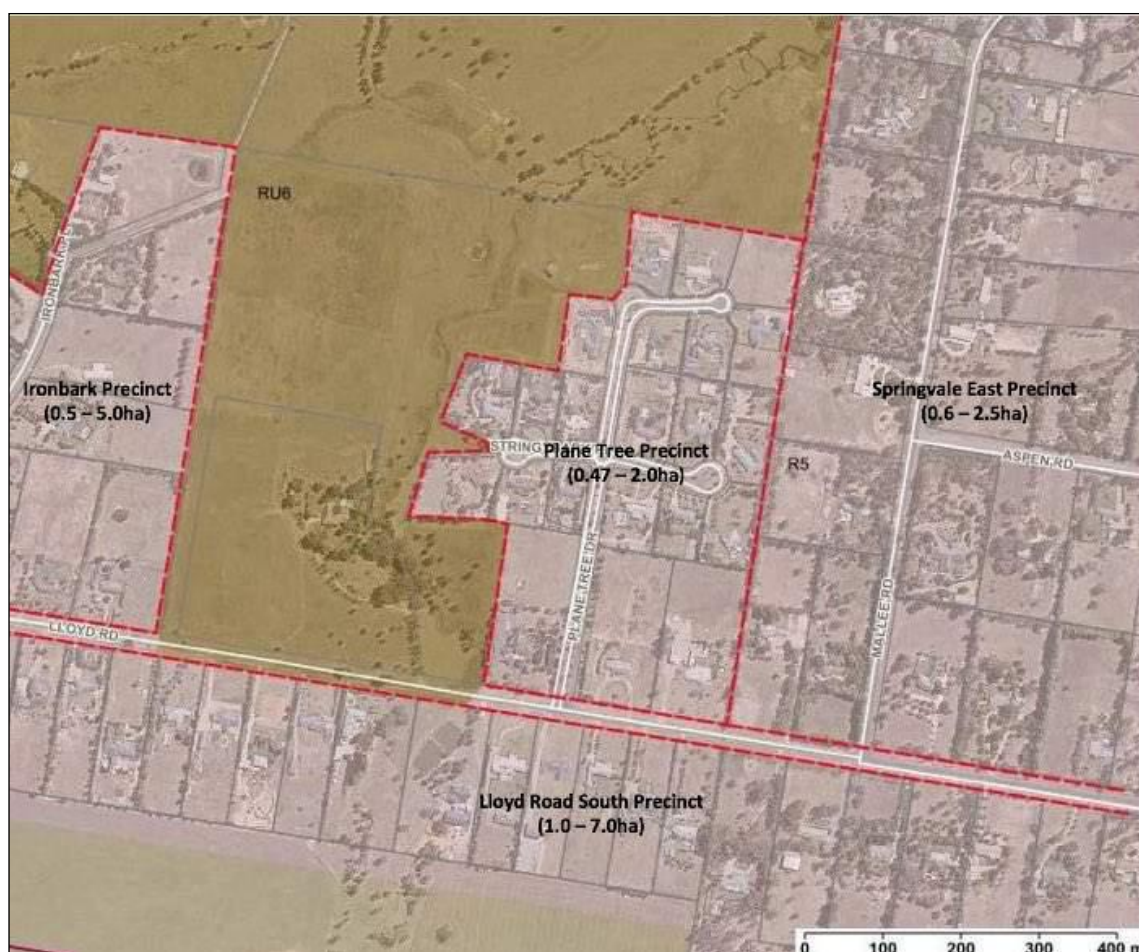 RU6
IRONBARK PL
Ironbark Precinct
(0.5 – 5.0ha)
Springvale East Precinct
(0.6 – 2.5ha)
Plane Tree Precinct
(0.47 – 2.0ha)
R5
ASPEN RD
PLANE TREE DR
MALLEE RD
LLOYD RD
Lloyd Road South Precinct
(1.0 – 7.0ha)
0 100 200 300 400